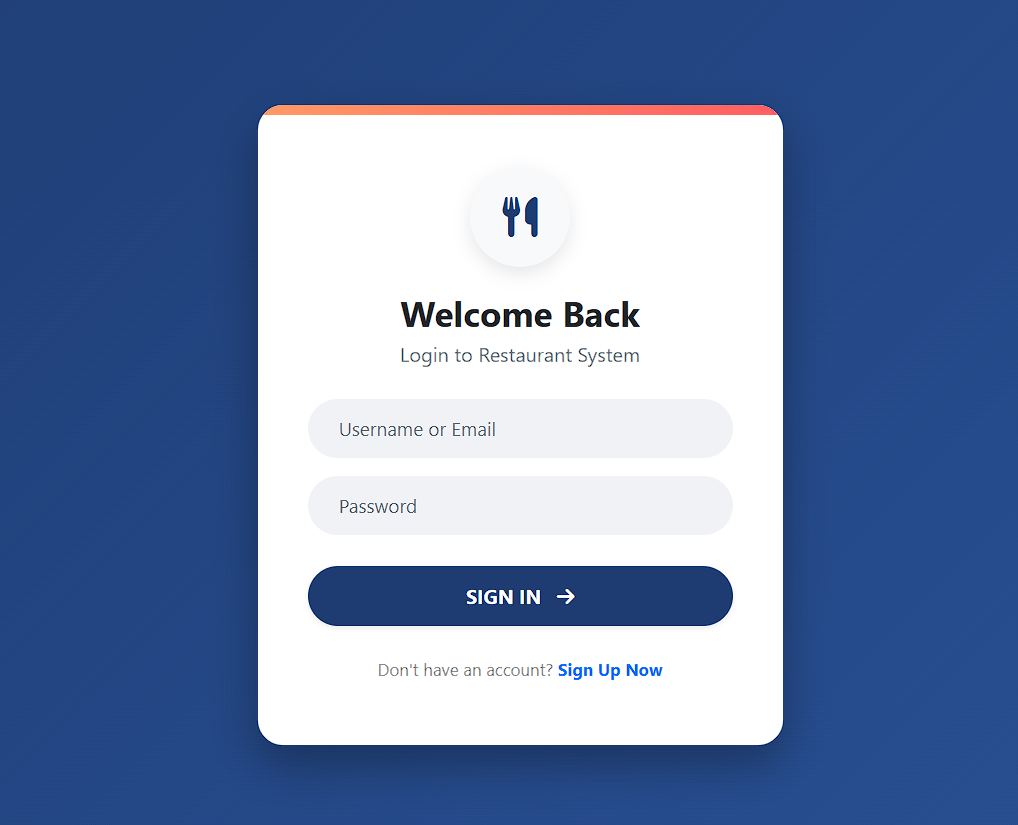 Welcome Back
Login to Restaurant System
Username or Email
Password
SIGN IN
Don't have an account? Sign Up Now